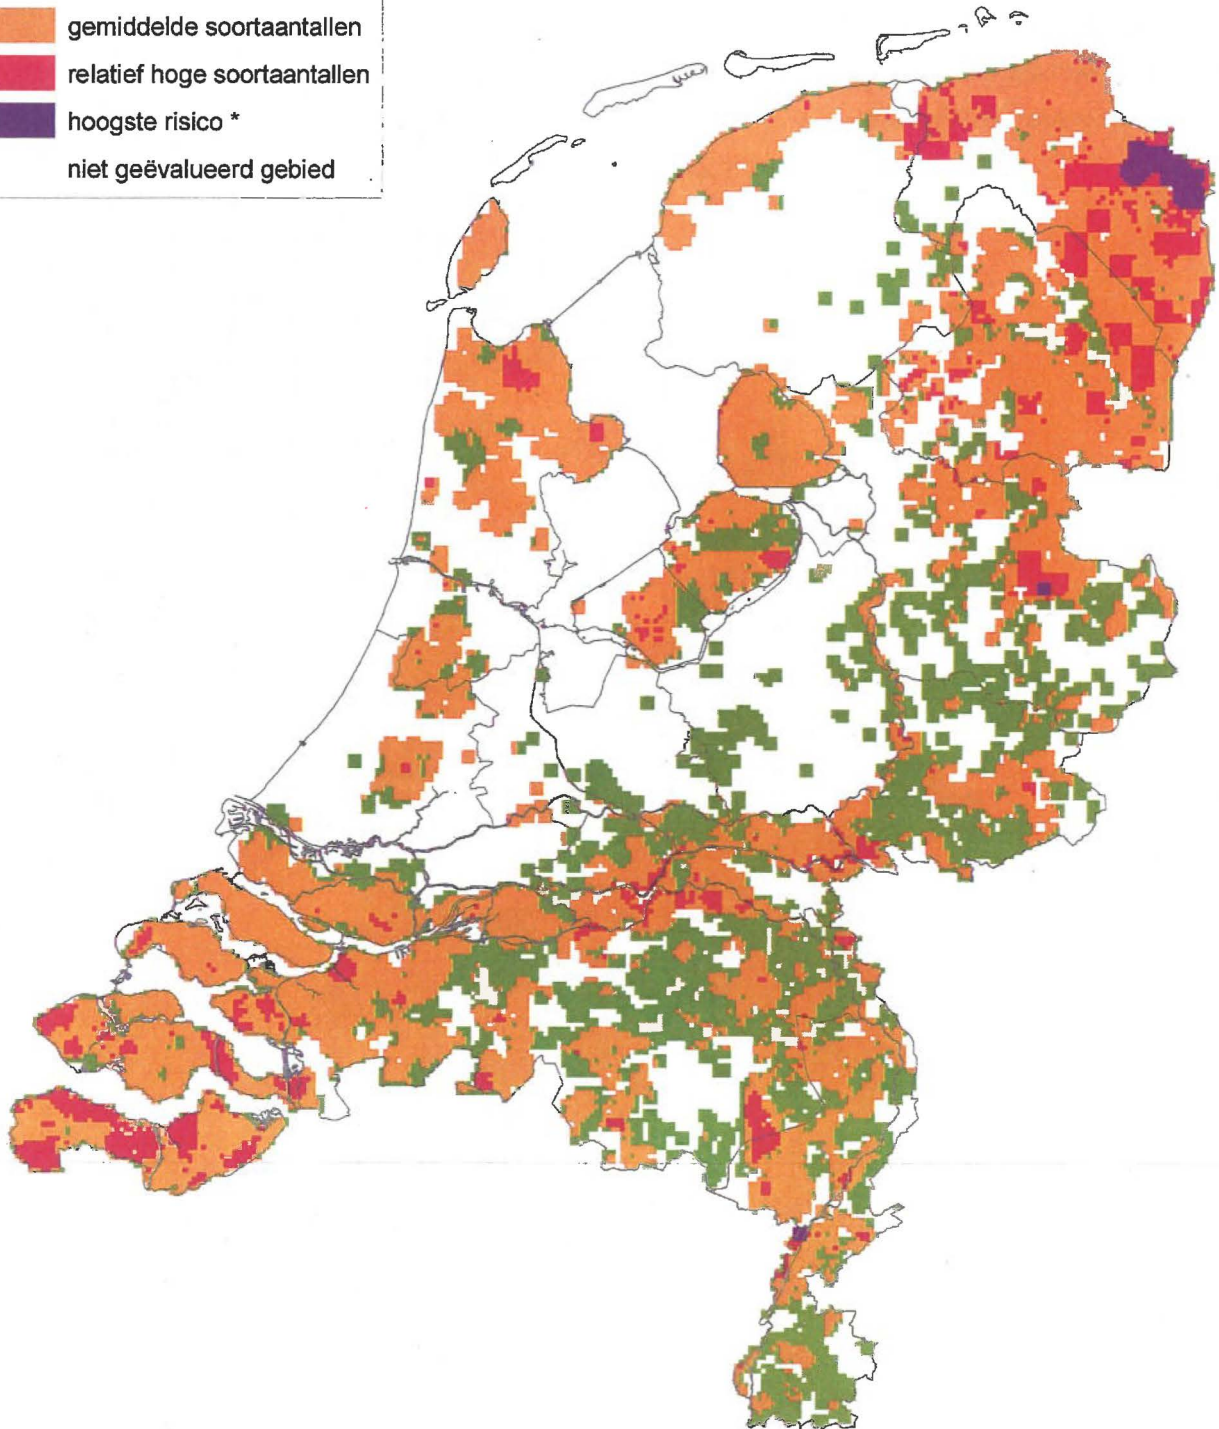 gemiddelde soortaantallen
relatief hoge soortaantallen
hoogste risico *
niet geëvalueerd gebied